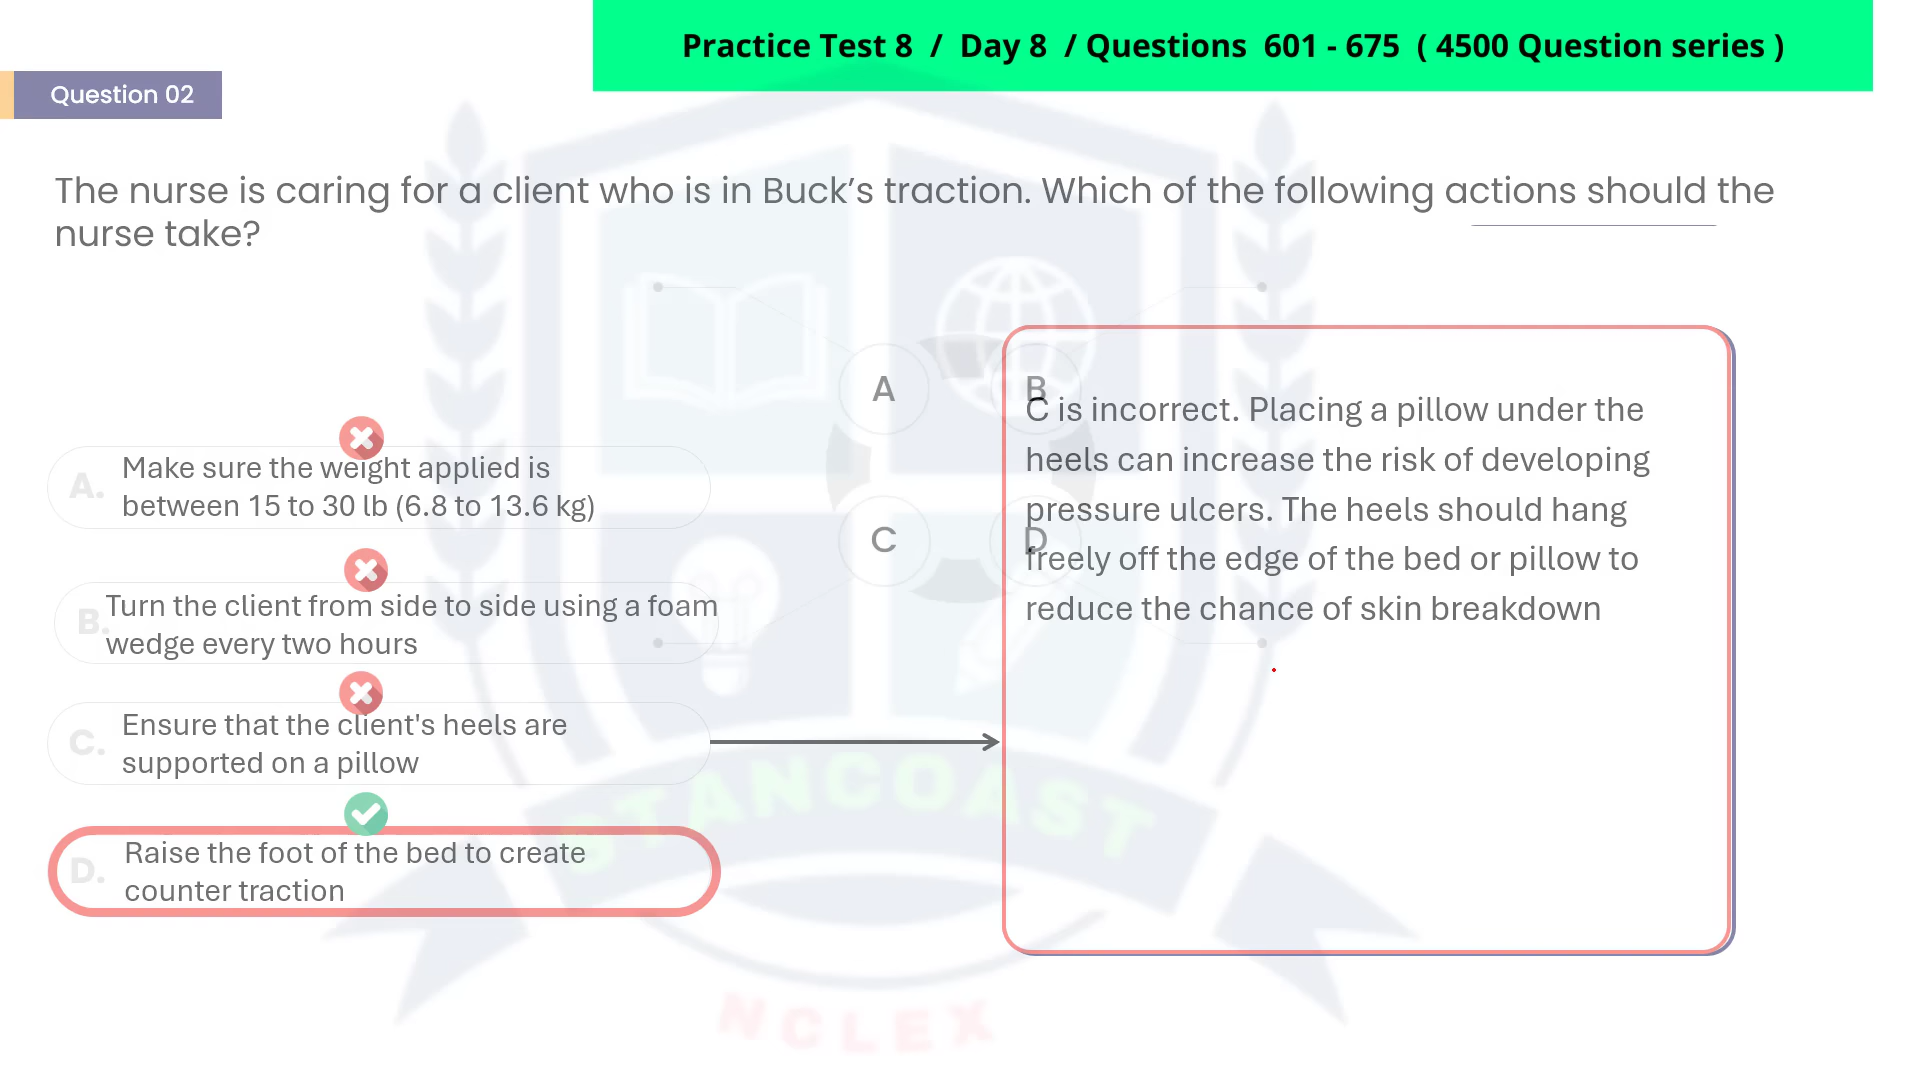 Practice Test 8 / Day 8 / Questions 601 - 675 ( 4500 Question series )
Question 02
The nurse is caring for a client who is in Buck’s traction. Which of the following actions should the
nurse take?
A
B
C
D
A. Make sure the weight applied is
between 15 to 30 lb (6.8 to 13.6 kg)
B. Turn the client from side to side using a foam
wedge every two hours
C. Ensure that the client's heels are
supported on a pillow
D. Raise the foot of the bed to create
counter traction
C is incorrect. Placing a pillow under the
heels can increase the risk of developing
pressure ulcers. The heels should hang
freely off the edge of the bed or pillow to
reduce the chance of skin breakdown
STANCOAST
NCLEX